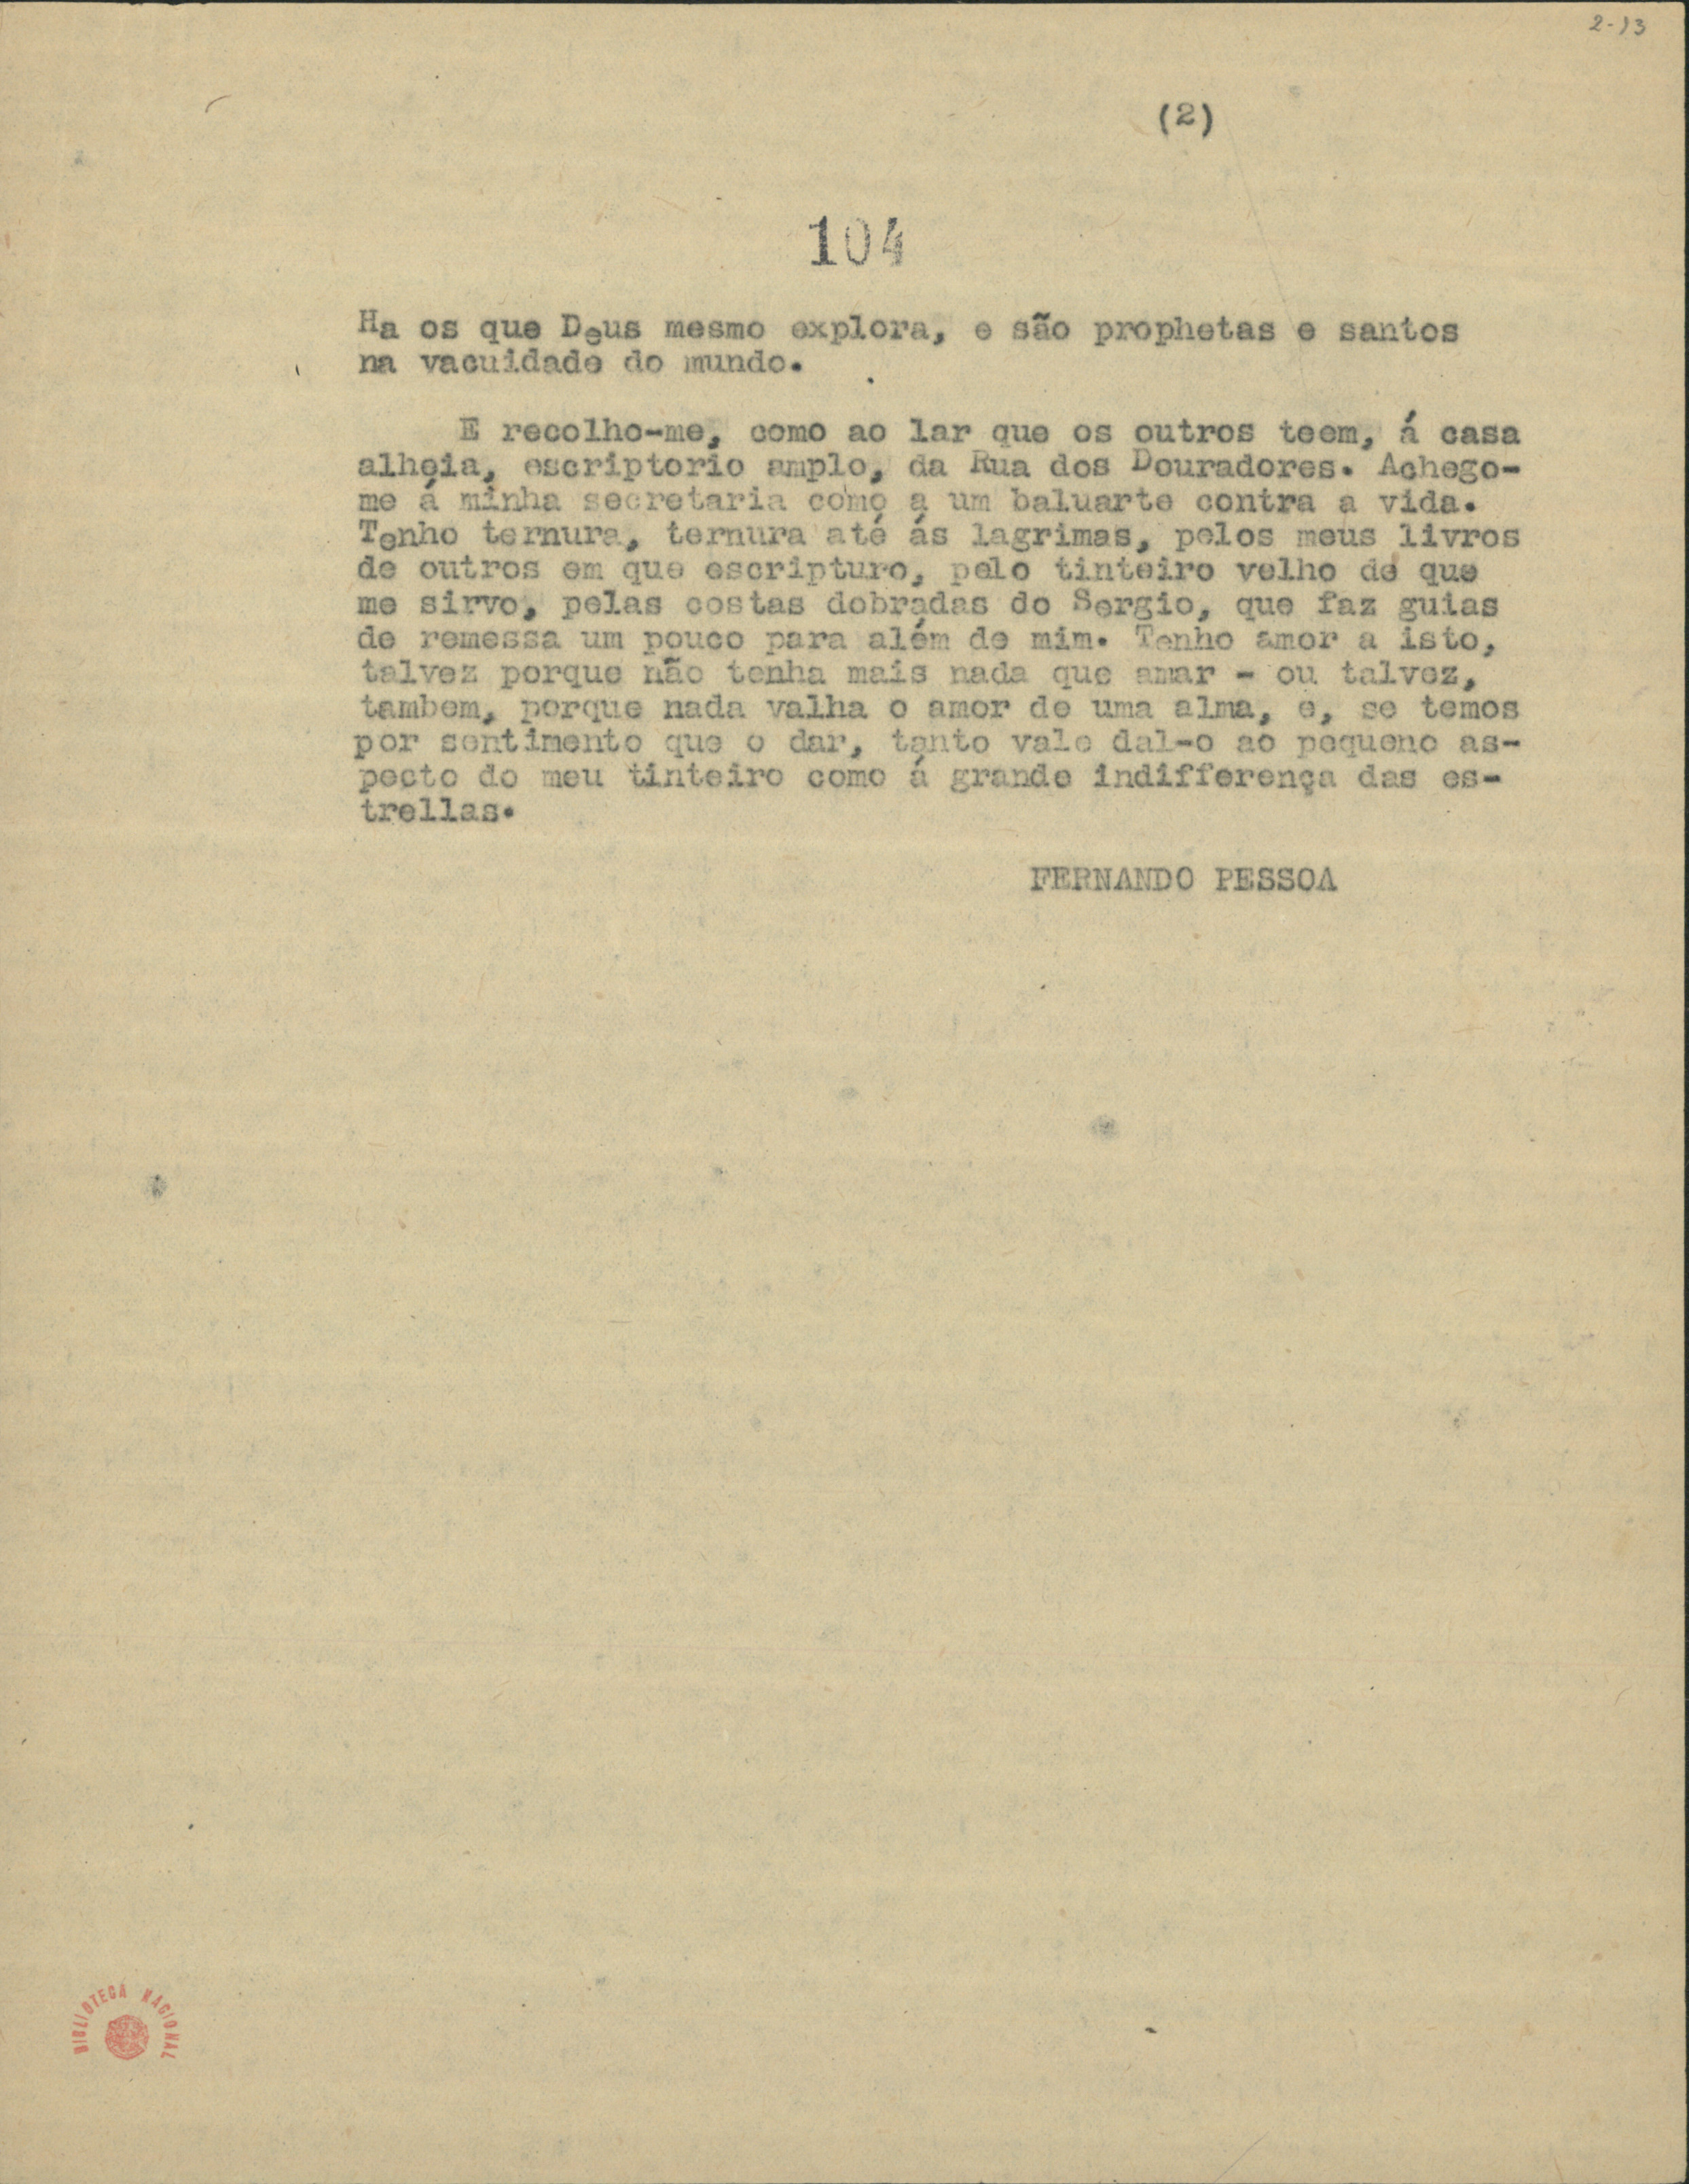 2-13
(2)
104
Ha os que Deus mesmo explora, e são prophetas e santos
na vacuidade do mundo.
E recolho-me, como ao lar que os outros teem, á casa
alheia, escriptorio amplo, da Rua dos Douradores. Achego-
me á minha secretaria como a um baluarte contra a vida.
Tenho ternura, ternura até ás lagrimas, pelos meus livros
de outros em que escripturo, pelo tinteiro velho de que
me sirvo, pelas costas dobradas do Sergio, que faz guias
de remessa um pouco para além de mim. Tenho amor a isto,
talvez porque não tenha mais nada que amar - ou talvez,
tambem, porque nada valha o amor de uma alma, e, se temos
por sentimento que o dar, tanto vale dal-o ao pequeno as-
pecto do meu tinteiro como á grande indifferença das es-
trellas.
FERNANDO PESSOA
BIBLIOTECA NACIONAL